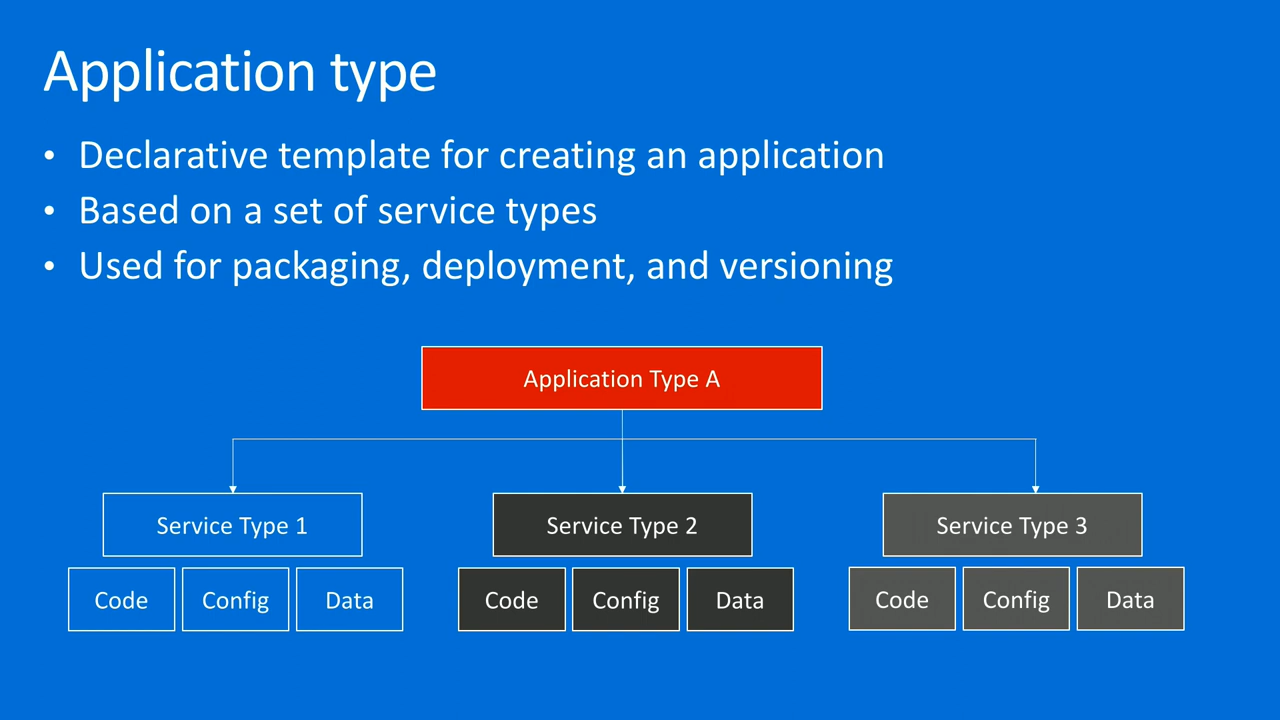 Application type
• Declarative template for creating an application
• Based on a set of service types
• Used for packaging, deployment, and versioning
Application Type A
Service Type 1
Service Type 2
Service Type 3
Code
Config
Data
Code
Config
Data
Code
Config
Data